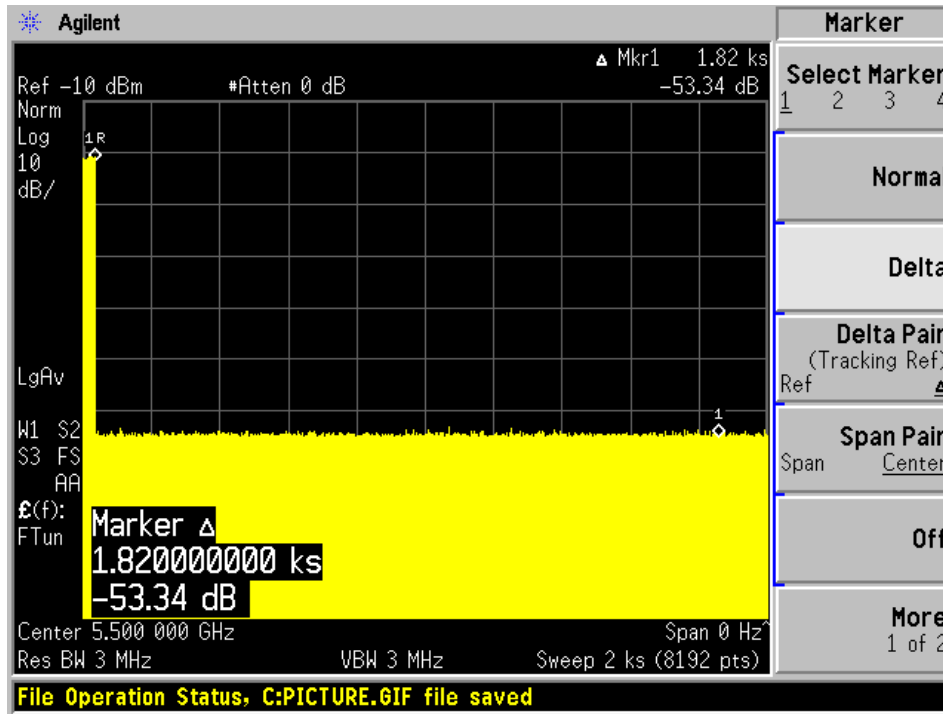 Agilent
Marker
Δ Mkr1 1.82 ks
Ref -10 dBm #Atten 0 dB -53.34 dB
Norm
Log
10
dB/
1R
LgAv
1
W1 S2
S3 FS
AA
£(f):
FTun
Marker Δ
1.820000000 ks
-53.34 dB
Center 5.500 000 GHz Span 0 Hz^
Res BW 3 MHz VBW 3 MHz Sweep 2 ks (8192 pts)
File Operation Status, C:PICTURE.GIF file saved
Select Marker
1 2 3 4
Norma
Delta
Delta Pair
(Tracking Ref)
Ref Δ
Span Pair
Span Center
Off
More
1 of 2